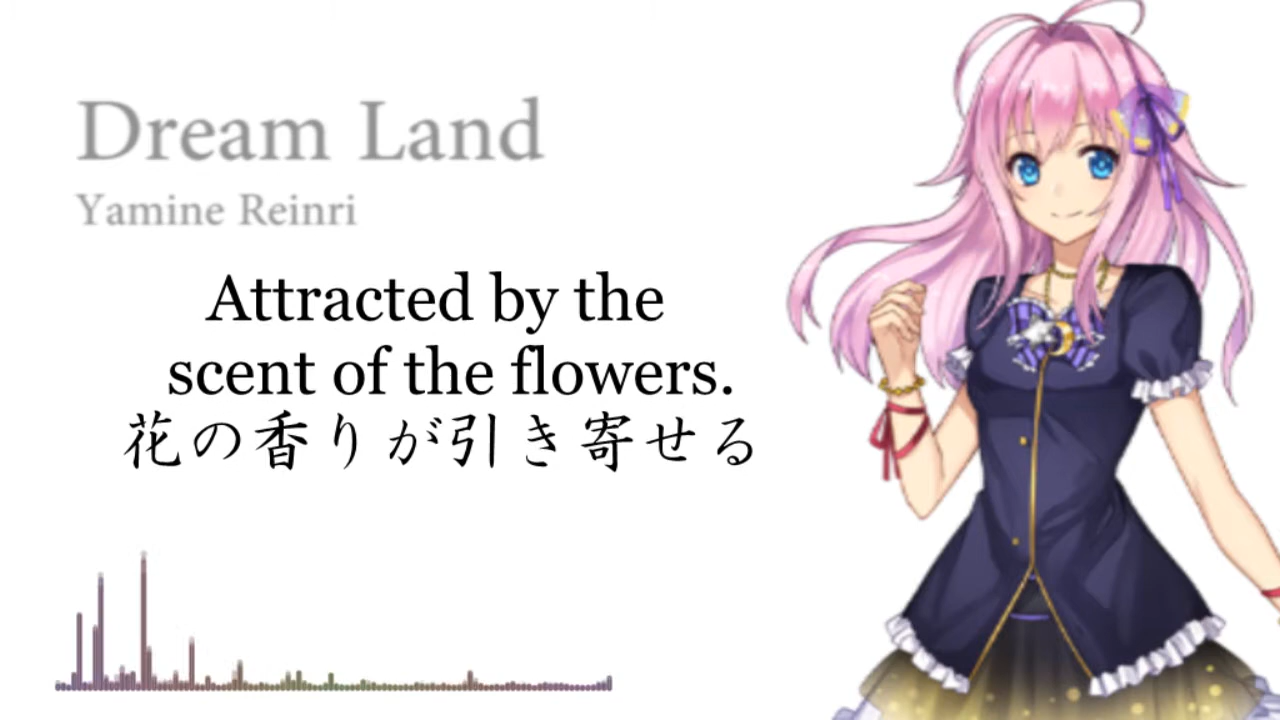 Dream Land
Yamine Reinri
Attracted by the
scent of the flowers.
花の香りが引き寄せる